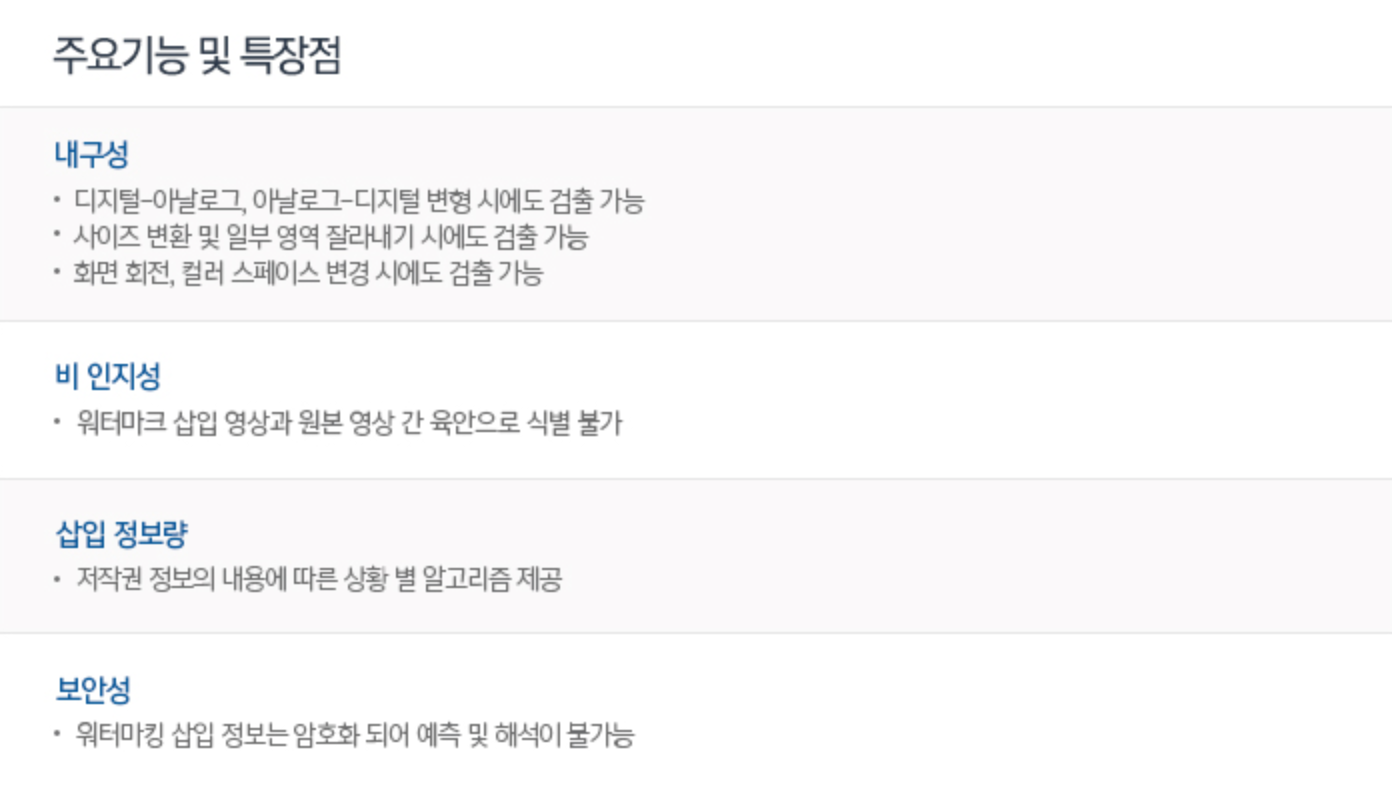 주요기능 및 특장점
내구성
• 디지털-아날로그, 아날로그-디지털 변형 시에도 검출 가능
• 사이즈 변환 및 일부 영역 잘라내기 시에도 검출 가능
• 화면 회전, 컬러 스페이스 변경 시에도 검출 가능
비 인지성
• 워터마크 삽입 영상과 원본 영상 간 육안으로 식별 불가
삽입 정보량
• 저작권 정보의 내용에 따른 상황 별 알고리즘 제공
보안성
• 워터마킹 삽입 정보는 암호화 되어 예측 및 해석이 불가능